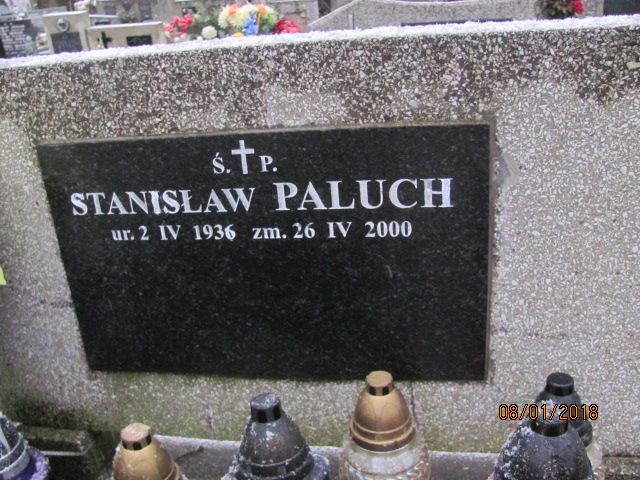 Ś. P.
STANISŁAW PALUCH
ur. 2 IV 1936 zm. 26 IV 2000
08/01/2018